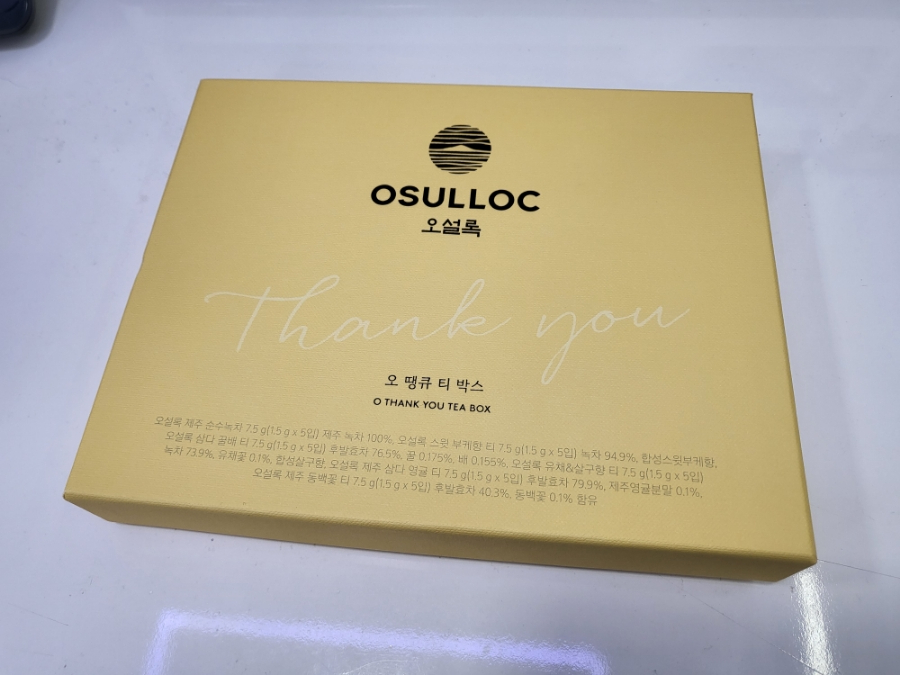 OSULLOC
오설록
Thank you
오 땡큐 티 박스
O THANK YOU TEA BOX
오설록 제주 순수녹차 7.5 g(1.5 g x 5입) 제주 녹차 100%, 오설록 스윗 부케향 티 7.5 g(1.5 g x 5입) 녹차 94.9%, 합성스윗부케향,
오설록 삼다 꿀배 티 7.5 g(1.5 g x 5입) 후발효차 76.5%, 꿀 0.175%, 배 0.155%, 오설록 유채&살구향 티 7.5 g(1.5 g x 5입)
녹차 73.9%, 유채꽃 0.1%, 합성살구향, 오설록 제주 삼다 영귤 티 7.5 g(1.5 g x 5입) 후발효차 79.9%, 제주영귤분말 0.1%,
오설록 제주 동백꽃 티 7.5 g(1.5 g x 5입) 후발효차 40.3%, 동백꽃 0.1% 함유